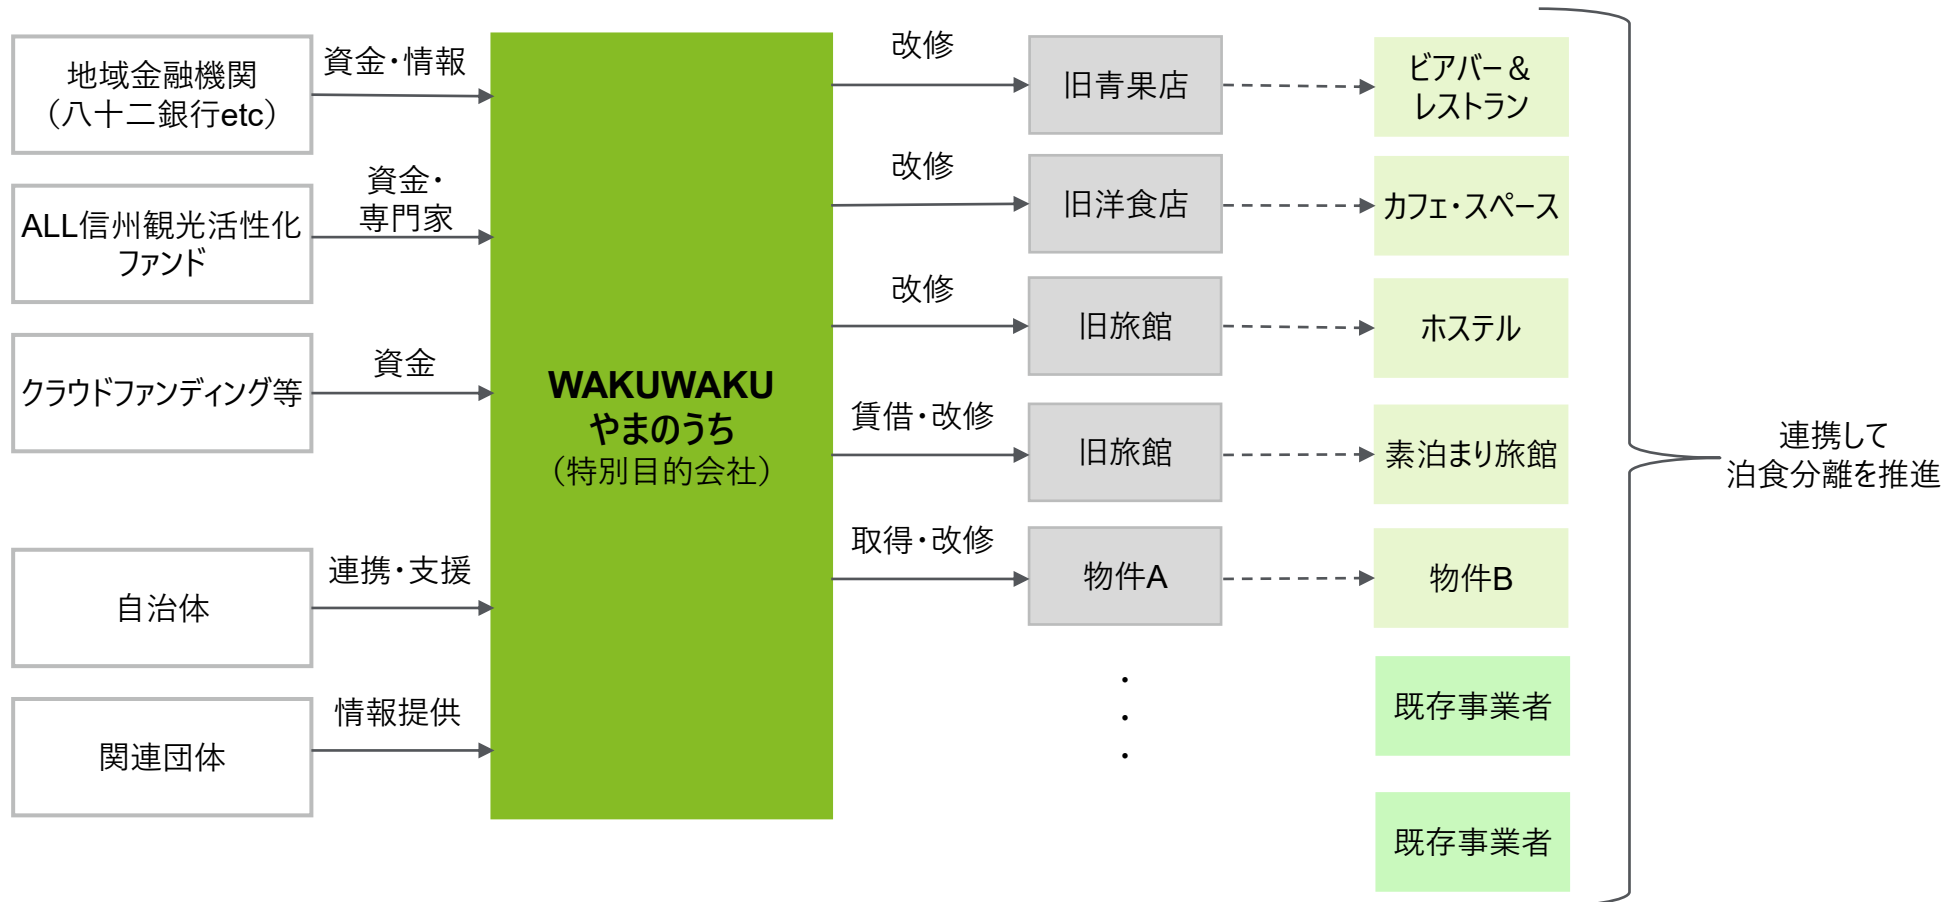 地域金融機関
（八十二銀行etc）
資金・情報
ALL信州観光活性化
ファンド
資金・
専門家
クラウドファンディング等
資金
自治体
連携・支援
関連団体
情報提供
WAKUWAKU
やまのうち
（特別目的会社）
改修
旧青果店
ビアバー＆
レストラン
改修
旧洋食店
カフェ・スペース
改修
旧旅館
ホステル
賃借・改修
旧旅館
素泊まり旅館
取得・改修
物件A
物件B
・
・
・
既存事業者
既存事業者
連携して
泊食分離を推進